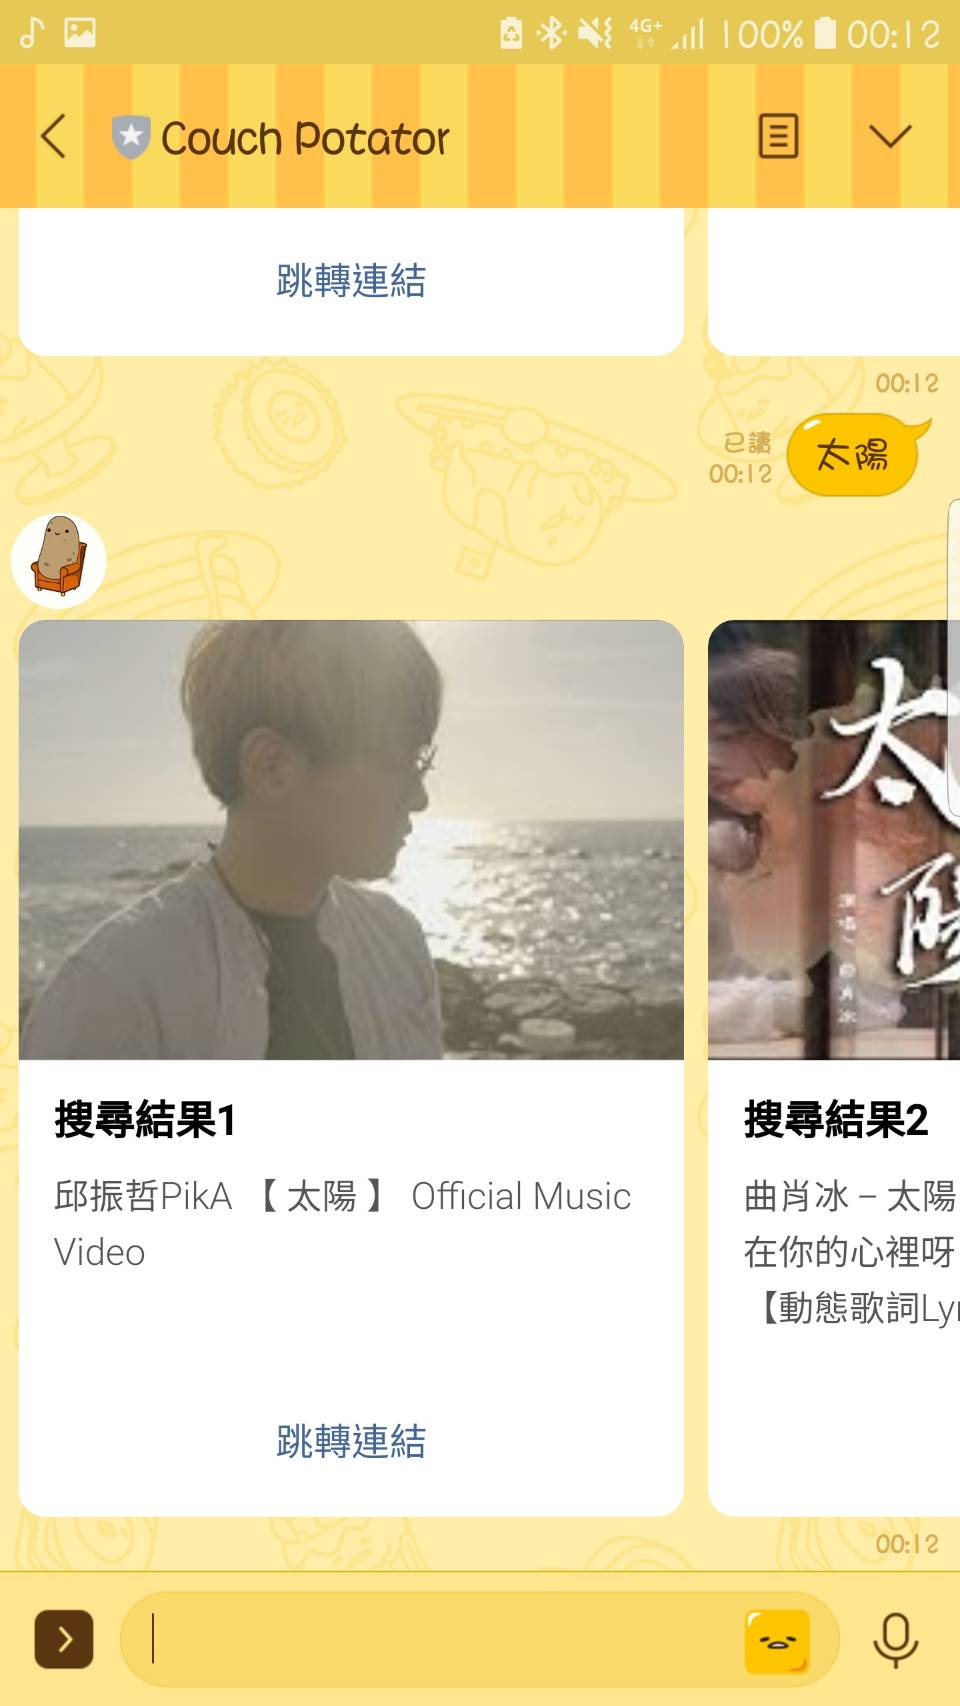 4G+ 100% 00:12
Couch Potator
跳轉連結
00:12
已讀
00:12
太陽
太
陽
搜尋結果1
邱振哲PikA 【 太陽 】 Official Music
Video
跳轉連結
搜尋結果2
曲肖冰 – 太陽
在你的心裡呀
【動態歌詞Lyr
00:12